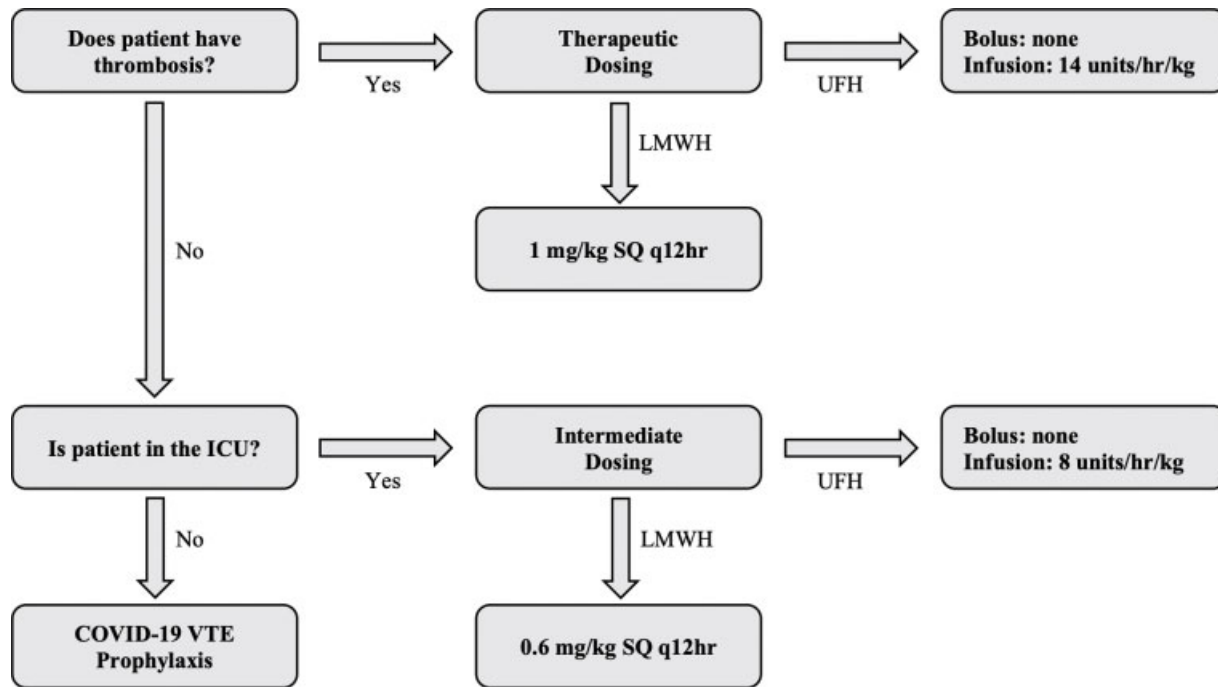 Does patient have
thrombosis?
Yes
Therapeutic
Dosing
UFH
Bolus: none
Infusion: 14 units/hr/kg
LMWH
1 mg/kg SQ q12hr
No
Is patient in the ICU?
Yes
Intermediate
Dosing
UFH
Bolus: none
Infusion: 8 units/hr/kg
No
LMWH
COVID-19 VTE
Prophylaxis
0.6 mg/kg SQ q12hr